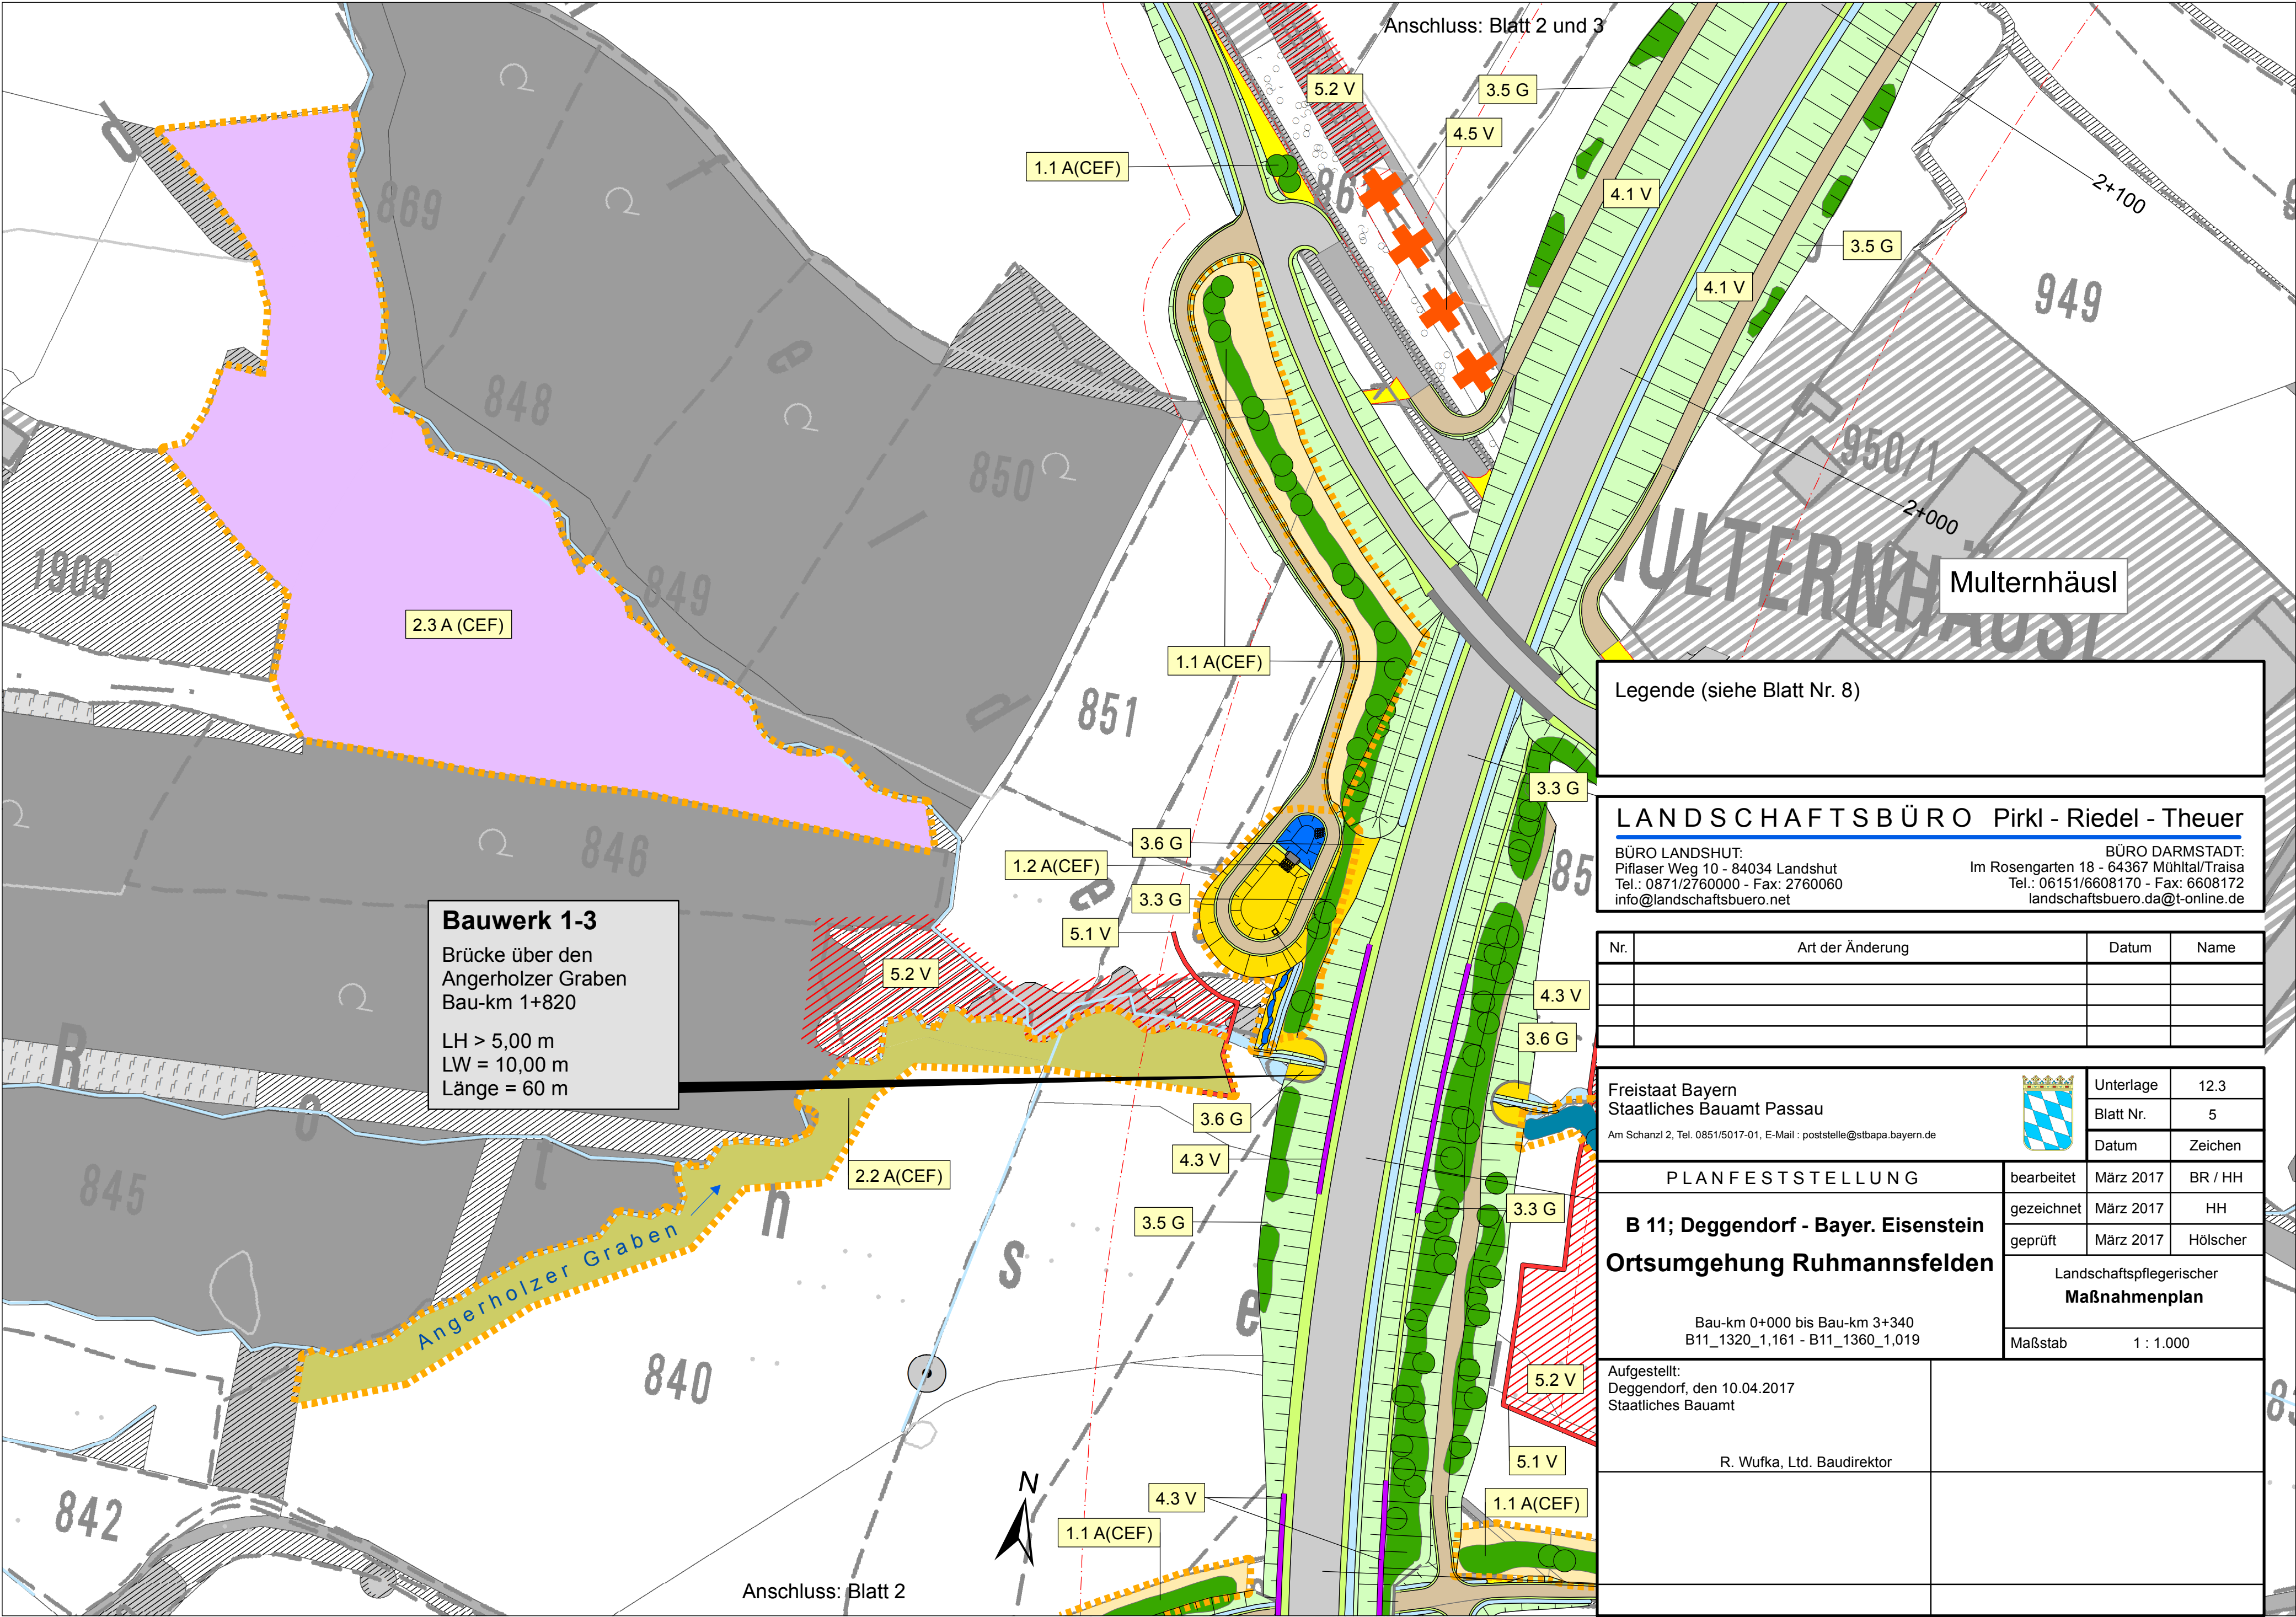 Anschluss: Blatt 2 und 3
5.2 V
3.5 G
4.5 V
1.1 A(CEF)
4.1 V
2+100
3.5 G
4.1 V
869
861
949
848
850
950/1
2+000
849
1909
MULTERNHÄUSL
Multernhäusl
2.3 A (CEF)
1.1 A(CEF)
851
846
3.3 G
3.6 G
1.2 A(CEF)
3.3 G
5.1 V
5.2 V
4.3 V
3.6 G
Bauwerk 1-3
Brücke über den
Angerholzer Graben
Bau-km 1+820
LH > 5,00 m
LW = 10,00 m
Länge = 60 m
3.6 G
4.3 V
2.2 A(CEF)
3.5 G
3.3 G
845
Angerholzer Graben
840
842
5.2 V
5.1 V
4.3 V
1.1 A(CEF)
1.1 A(CEF)
N
Anschluss: Blatt 2
Legende (siehe Blatt Nr. 8)
LANDSCHAFTSBÜRO Pirkl - Riedel - Theuer
BÜRO LANDSHUT:
Piflaser Weg 10 - 84034 Landshut
Tel.: 0871/2760000 - Fax: 2760060
info@landschaftsbuero.net
BÜRO DARMSTADT:
Im Rosengarten 18 - 64367 Mühltal/Traisa
Tel.: 06151/6608170 - Fax: 6608172
landschaftsbuero.da@t-online.de
Nr. Art der Änderung Datum Name
Freistaat Bayern
Staatliches Bauamt Passau
Am Schanzl 2, Tel. 0851/5017-01, E-Mail : poststelle@stbapa.bayern.de
Unterlage 12.3
Blatt Nr. 5
Datum Zeichen
PLANFESTSTELLUNG
bearbeitet März 2017 BR / HH
gezeichnet März 2017 HH
geprüft März 2017 Hölscher
B 11; Deggendorf - Bayer. Eisenstein
Ortsumgehung Ruhmannsfelden
Bau-km 0+000 bis Bau-km 3+340
B11_1320_1,161 - B11_1360_1,019
Landschaftspflegerischer
Maßnahmenplan
Maßstab 1 : 1.000
Aufgestellt:
Deggendorf, den 10.04.2017
Staatliches Bauamt
R. Wufka, Ltd. Baudirektor